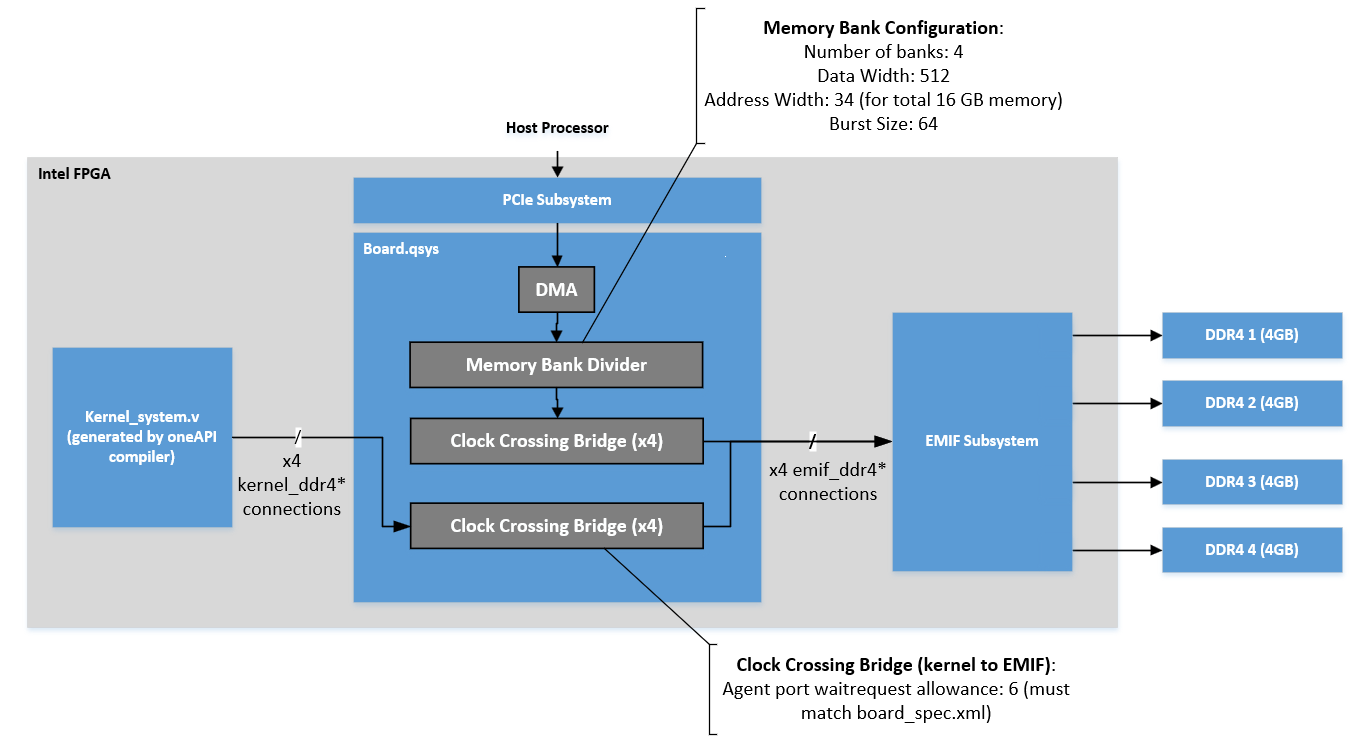 Memory Bank Configuration:
Number of banks: 4
Data Width: 512
Address Width: 34 (for total 16 GB memory)
Burst Size: 64
Host Processor
Intel FPGA
PCIe Subsystem
Board.qsys
DMA
Memory Bank Divider
Clock Crossing Bridge (x4)
Clock Crossing Bridge (x4)
Kernel_system.v
(generated by oneAPI
compiler)
x4
kernel_ddr4*
connections
x4 emif_ddr4*
connections
EMIF Subsystem
DDR4 1 (4GB)
DDR4 2 (4GB)
DDR4 3 (4GB)
DDR4 4 (4GB)
Clock Crossing Bridge (kernel to EMIF):
Agent port waitrequest allowance: 6 (must
match board_spec.xml)